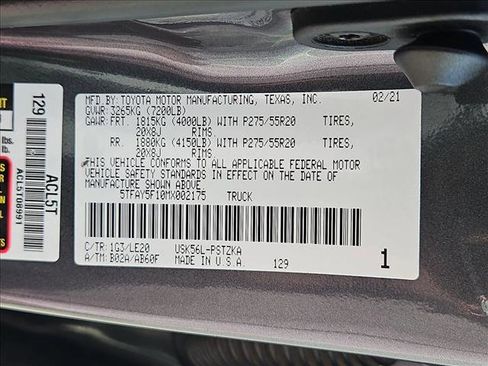 MFD.BY:TOYOTA MOTOR MANUFACTURING, TEXAS, INC. 02/21
GVWR:3265KG (7200LB)
GAWR:FRT. 1815KG (4000LB) WITH P275/55R20 TIRES,
20X8J RIMS.
RR. 1880KG (4150LB) WITH P275/55R20 TIRES,
20X8J RIMS.
THIS VEHICLE CONFORMS TO ALL APPLICABLE FEDERAL MOTOR
VEHICLE SAFETY STANDARDS IN EFFECT ON THE DATE OF
MANUFACTURE SHOWN ABOVE.
5TFAY5F10MX002175 TRUCK
C/TR:1G3/LE20 USK56L-PSTZKA
A/TM:B02A/AB60F MADE IN U.S.A. 129 1
129
ACL5T
ACL5T08991
lbs.
lb.